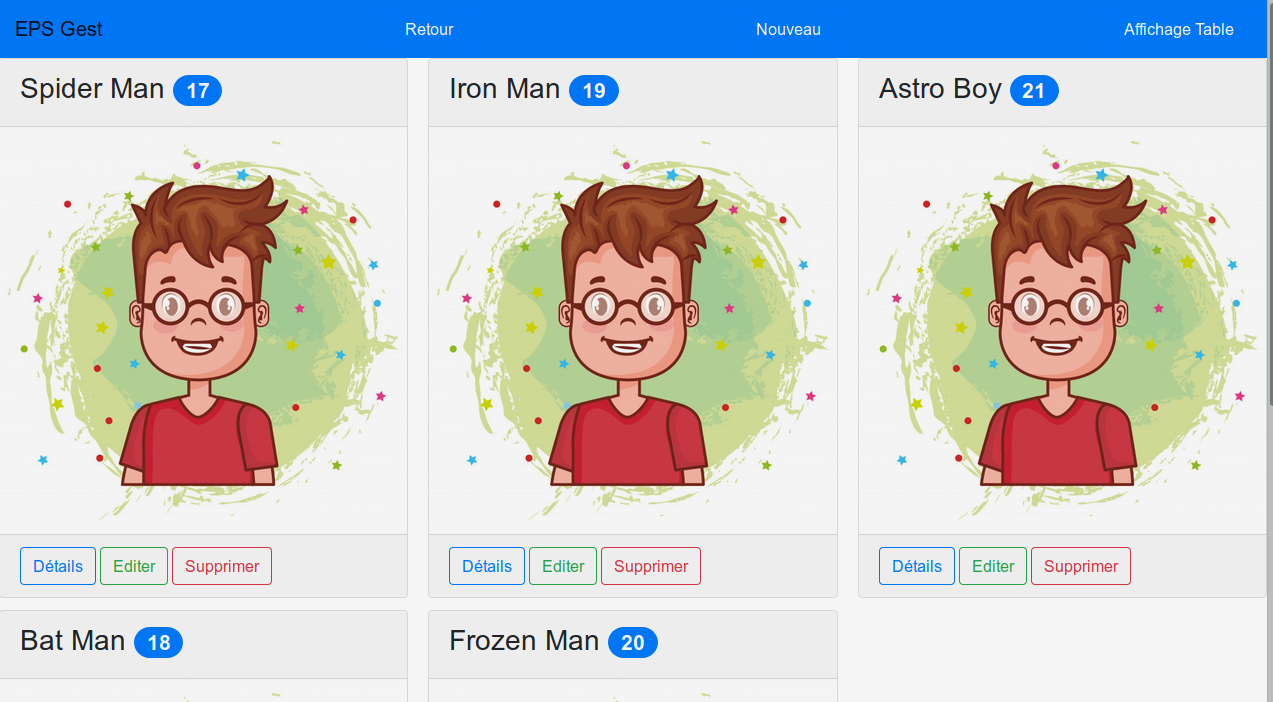 EPS Gest Retour Nouveau Affichage Table
Spider Man 17
Iron Man 19
Astro Boy 21
Détails Editer Supprimer
Détails Editer Supprimer
Détails Editer Supprimer
Bat Man 18
Frozen Man 20